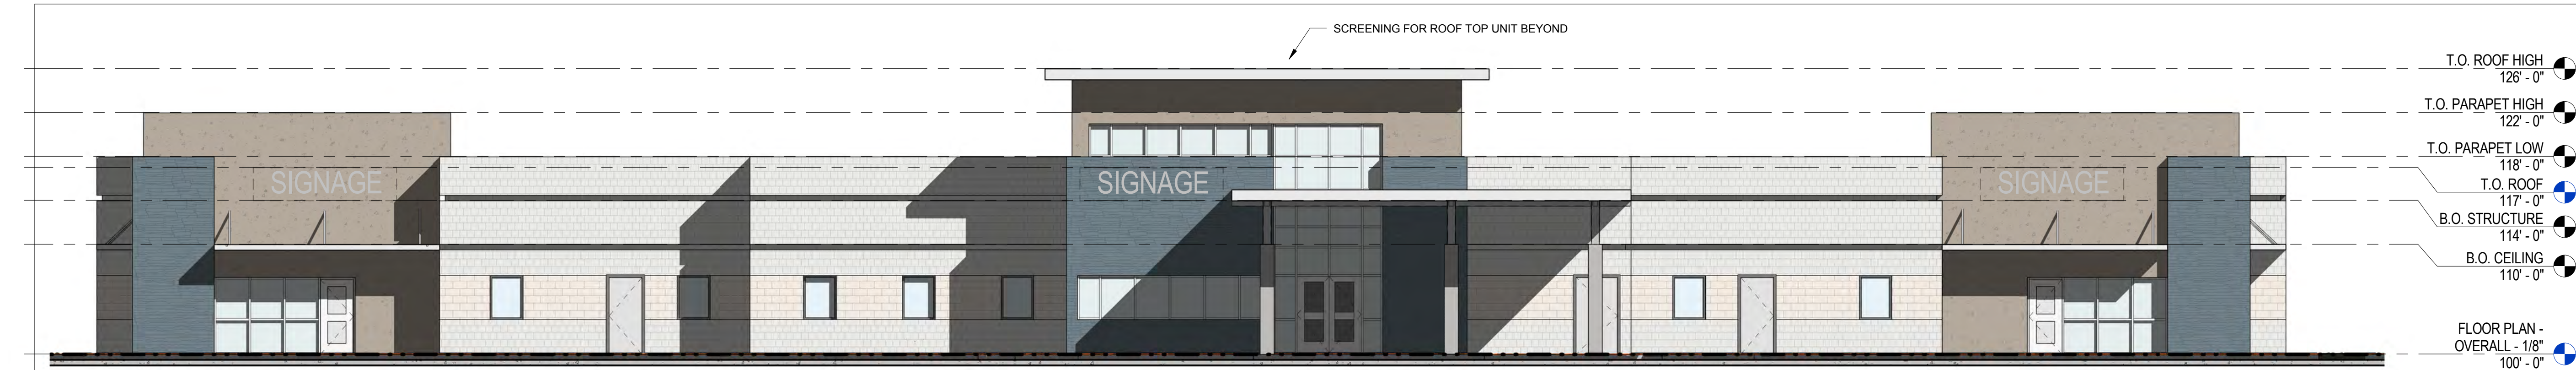 SCREENING FOR ROOF TOP UNIT BEYOND
T.O. ROOF HIGH
126' - 0"
T.O. PARAPET HIGH
122' - 0"
T.O. PARAPET LOW
118' - 0"
T.O. ROOF
117' - 0"
B.O. STRUCTURE
114' - 0"
B.O. CEILING
110' - 0"
FLOOR PLAN -
OVERALL - 1/8"
100' - 0"
SIGNAGE
SIGNAGE
SIGNAGE